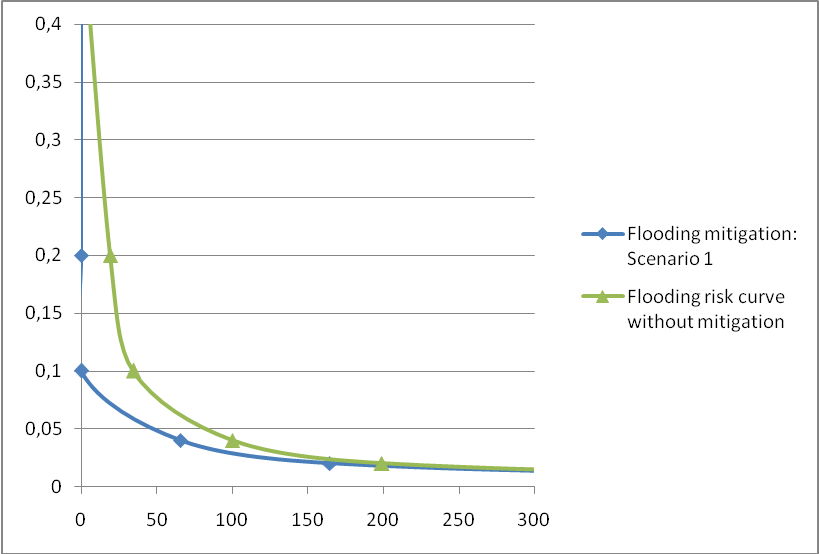 0,4
0,35
0,3
0,25
0,2
0,15
0,1
0,05
0
0 50 100 150 200 250 300
Flooding mitigation:
Scenario 1
Flooding risk curve
without mitigation